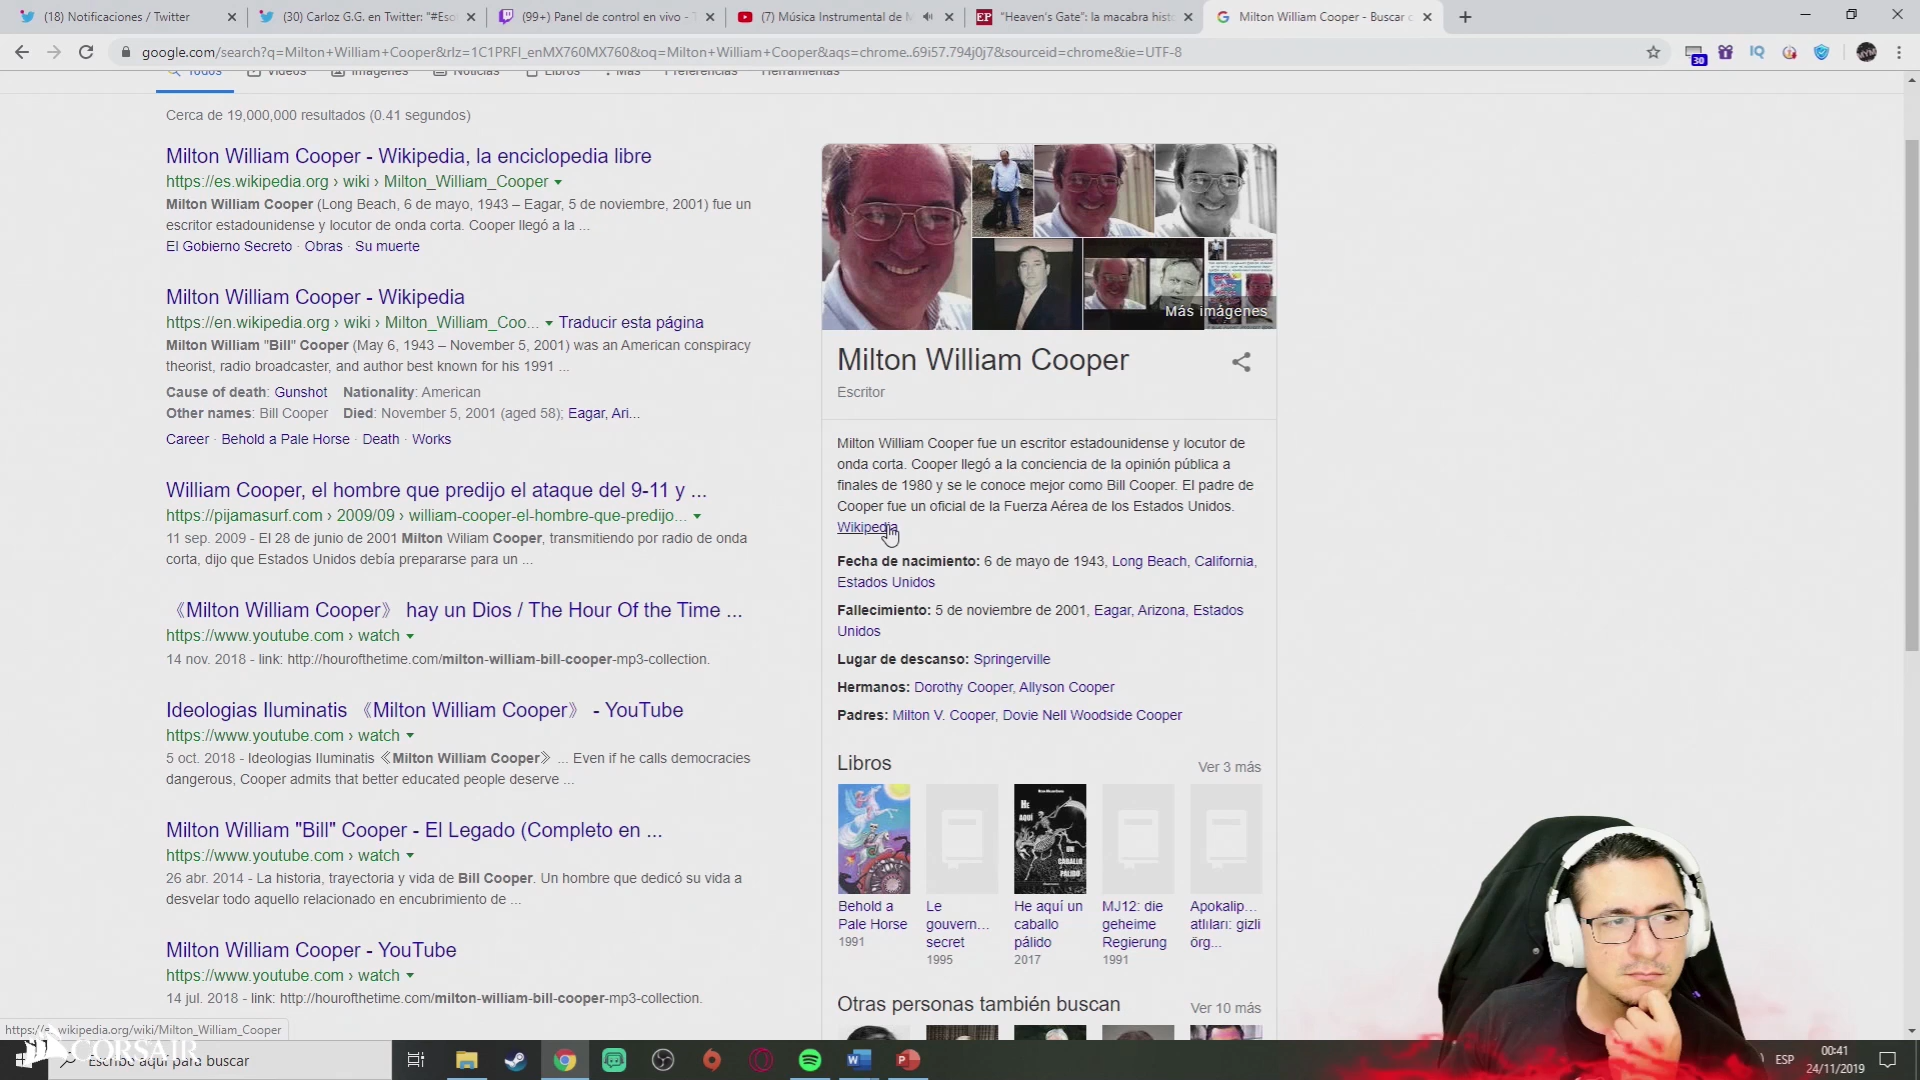 (18) Notificaciones / Twitter
(30) Carloz G.G. en Twitter: "#Eso
(99+) Panel de control en vivo -
(7) Música Instrumental de
"Heaven's Gate": la macabra hist
Milton William Cooper - Buscar
google.com/search?q=Milton+William+Cooper&rlz=1C1PRFI_enMX760MX760&oq=Milton+William+Cooper&aqs=chrome..69i57.794j0j7&sourceid=chrome&ie=UTF-8
30
IQ
Todos
Videos
Imágenes
Noticias
Libros
Más
Preferencias
Herramientas
Cerca de 19,000,000 resultados (0.41 segundos)
Milton William Cooper - Wikipedia, la enciclopedia libre
https://es.wikipedia.org › wiki › Milton_William_Cooper
Milton William Cooper (Long Beach, 6 de mayo, 1943 – Eagar, 5 de noviembre, 2001) fue un
escritor estadounidense y locutor de onda corta. Cooper llegó a la ...
El Gobierno Secreto · Obras · Su muerte
Milton William Cooper - Wikipedia
https://en.wikipedia.org › wiki › Milton_William_Coo... Traducir esta página
Milton William "Bill" Cooper (May 6, 1943 – November 5, 2001) was an American conspiracy
theorist, radio broadcaster, and author best known for his 1991 ...
Cause of death: Gunshot Nationality: American
Other names: Bill Cooper Died: November 5, 2001 (aged 58); Eagar, Ari...
Career · Behold a Pale Horse · Death · Works
William Cooper, el hombre que predijo el ataque del 9-11 y ...
https://pijamasurf.com › 2009/09 › william-cooper-el-hombre-que-predijo...
11 sep. 2009 - El 28 de junio de 2001 Milton Wiliam Cooper, transmitiendo por radio de onda
corta, dijo que Estados Unidos debía prepararse para un ...
《Milton William Cooper》 hay un Dios / The Hour Of the Time ...
https://www.youtube.com › watch
14 nov. 2018 - link: http://hourofthetime.com/milton-william-bill-cooper-mp3-collection.
Ideologias Iluminatis 《Milton William Cooper》 - YouTube
https://www.youtube.com › watch
5 oct. 2018 - Ideologias Iluminatis 《Milton William Cooper》 ... Even if he calls democracies
dangerous, Cooper admits that better educated people deserve ...
Milton William "Bill" Cooper - El Legado (Completo en ...
https://www.youtube.com › watch
26 abr. 2014 - La historia, trayectoria y vida de Bill Cooper. Un hombre que dedicó su vida a
desvelar todo aquello relacionado en encubrimiento de ...
Milton William Cooper - YouTube
https://www.youtube.com › watch
14 jul. 2018 - link: http://hourofthetime.com/milton-william-bill-cooper-mp3-collection.
Más imágenes
Milton William Cooper
Escritor
Milton William Cooper fue un escritor estadounidense y locutor de
onda corta. Cooper llegó a la conciencia de la opinión pública a
finales de 1980 y se le conoce mejor como Bill Cooper. El padre de
Cooper fue un oficial de la Fuerza Aérea de los Estados Unidos.
Wikipedia
Fecha de nacimiento: 6 de mayo de 1943, Long Beach, California,
Estados Unidos
Fallecimiento: 5 de noviembre de 2001, Eagar, Arizona, Estados
Unidos
Lugar de descanso: Springerville
Hermanos: Dorothy Cooper, Allyson Cooper
Padres: Milton V. Cooper, Dovie Nell Woodside Cooper
Libros
Ver 3 más
HE
AQUÍ
UN
CABALLO
PÁLIDO
Behold a
Pale Horse
1991
Le
gouvern...
secret
1995
He aquí un
caballo
pálido
2017
MJ12: die
geheime
Regierung
1991
Apokalip...
atlıları: gizli
örg...
Otras personas también buscan
Ver 10 más
wikipedia.org/wiki/Milton_William_Cooper
CORSAIR
Escribe aquí para buscar
ESP
00:41
24/11/2019